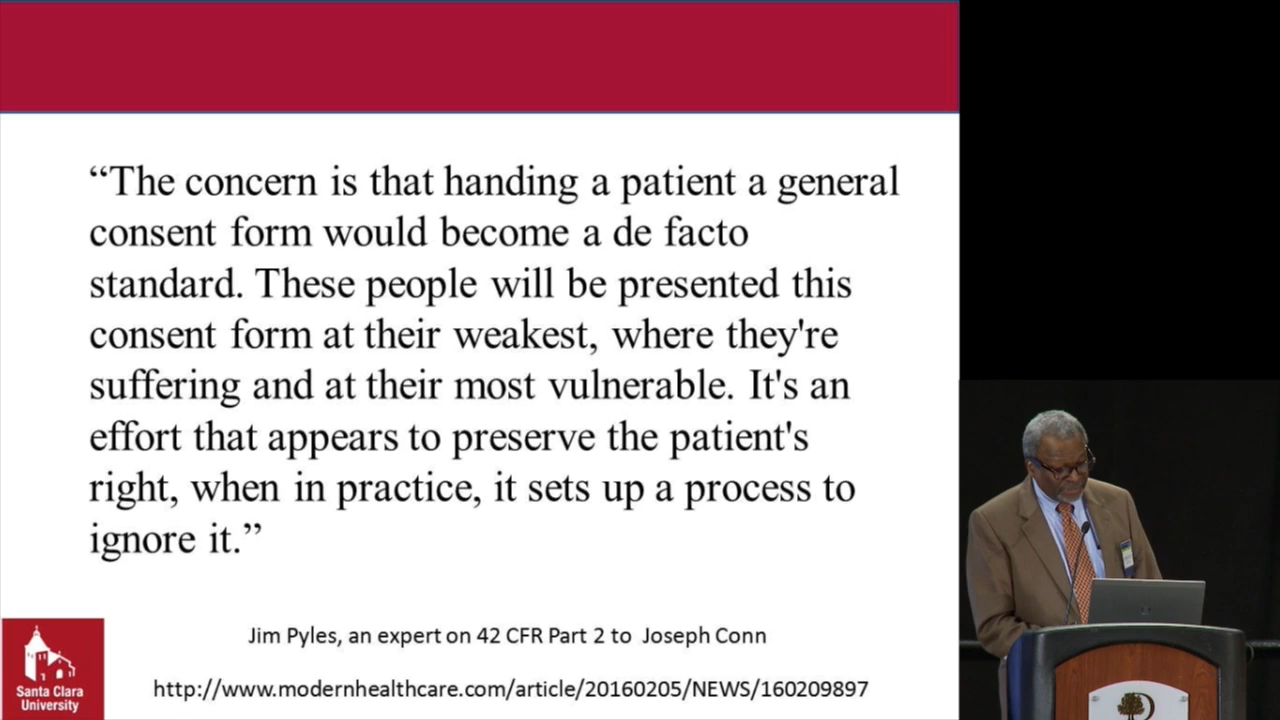 “The concern is that handing a patient a general
consent form would become a de facto
standard. These people will be presented this
consent form at their weakest, where they're
suffering and at their most vulnerable. It's an
effort that appears to preserve the patient's
right, when in practice, it sets up a process to
ignore it.”
Jim Pyles, an expert on 42 CFR Part 2 to  Joseph Conn
http://www.modernhealthcare.com/article/20160205/NEWS/160209897
Santa Clara
University